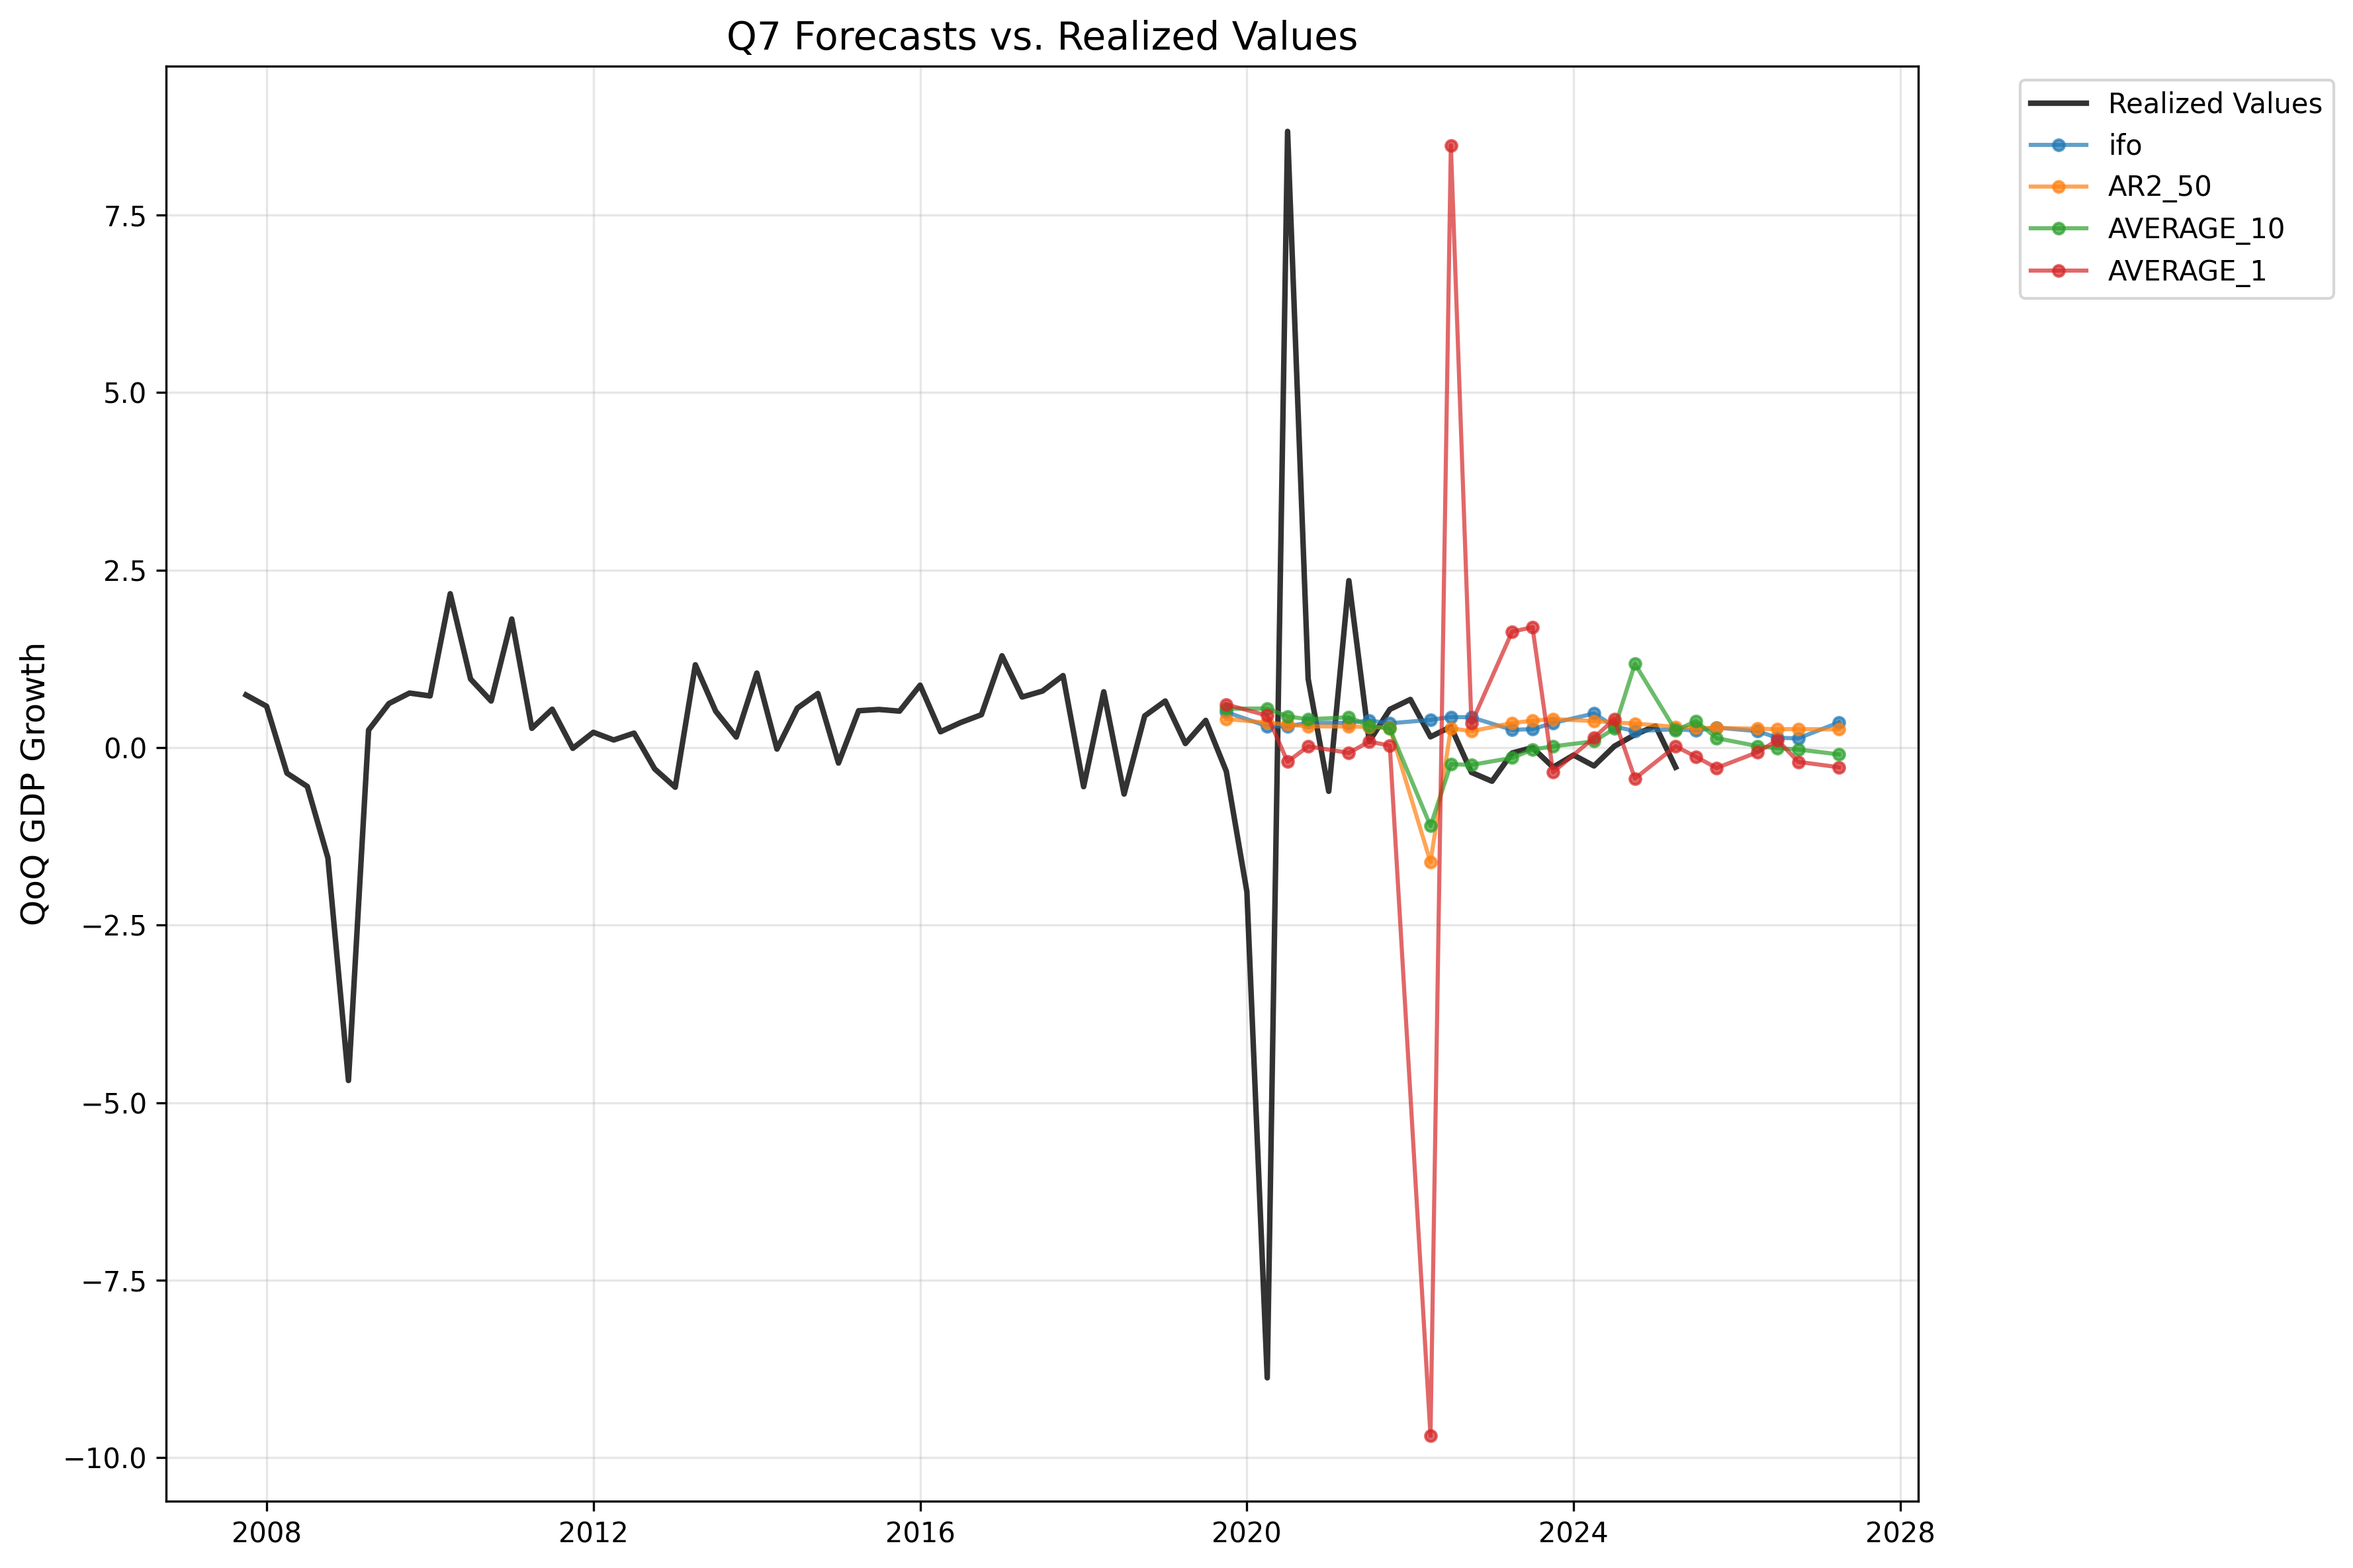 Q7 Forecasts vs. Realized Values
Realized Values
ifo
AR2_50
AVERAGE_10
AVERAGE_1
QoQ GDP Growth
7.5
5.0
2.5
0.0
−2.5
−5.0
−7.5
−10.0
2008
2012
2016
2020
2024
2028